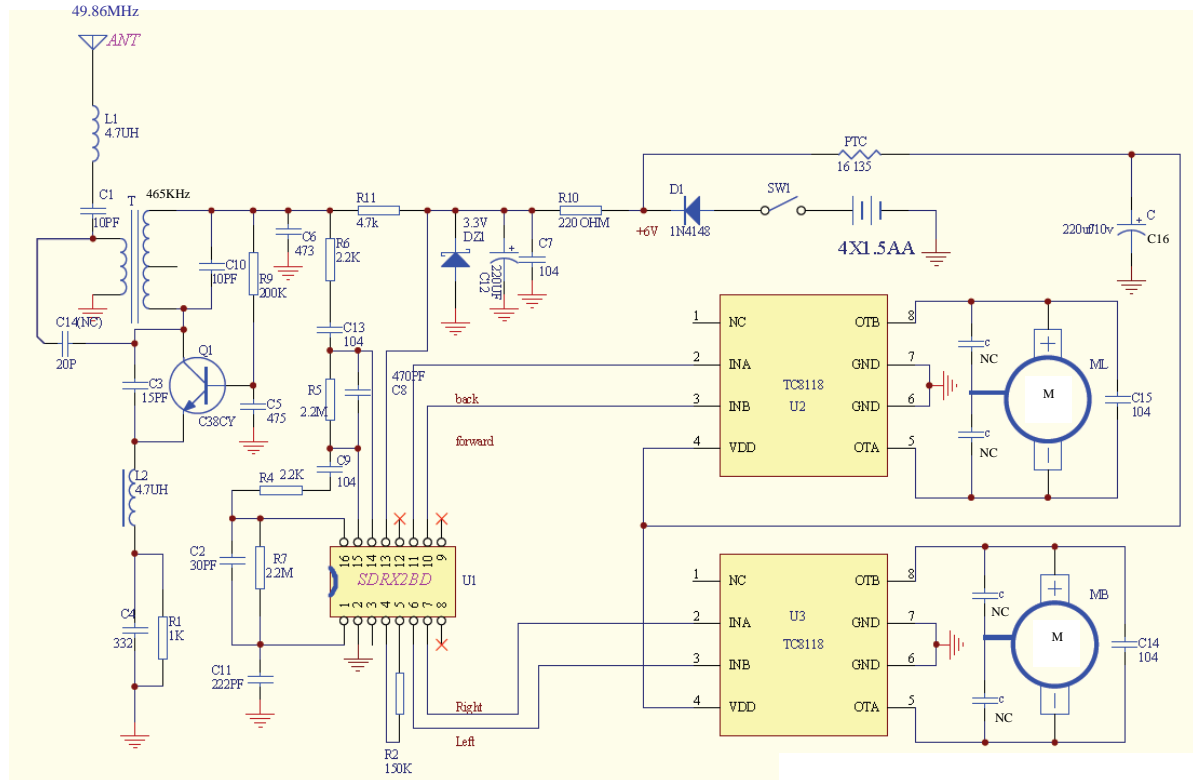 49.86MHz
ANT
L1
4.7UH
C1
10PF
T
465KHz
C14(NC)
20P
C3
15PF
Q1
C38CY
C10
10PF
R9
200K
C5
475
C6
473
R6
2.2K
R11
4.7k
C13
104
R5
2.2M
470PF
C8
C9
104
R4
2.2K
3.3V
DZ1
220UF
+
C12
C7
104
R10
220 OHM
+6V
D1
1N4148
SW1
4X1.5AA
PTC
16 135
C
+
220uf/10v
C16
L2
4.7UH
C4
332
R1
1K
C2
30PF
R7
2.2M
C11
222PF
16 15 14 13 12 11 10 9
SDRX2BD
U1
1 2 3 4 5 6 7 8
R2
150K
back
forward
Right
Left
1 NC
2 INA
3 INB
4 VDD
TC8118
U2
OTB 8
GND 7
GND 6
OTA 5
c
NC
c
NC
+
M
-
ML
C15
104
1 NC
2 INA
3 INB
4 VDD
U3
TC8118
OTB 8
GND 7
GND 6
OTA 5
c
NC
c
NC
+
M
-
MB
C14
104